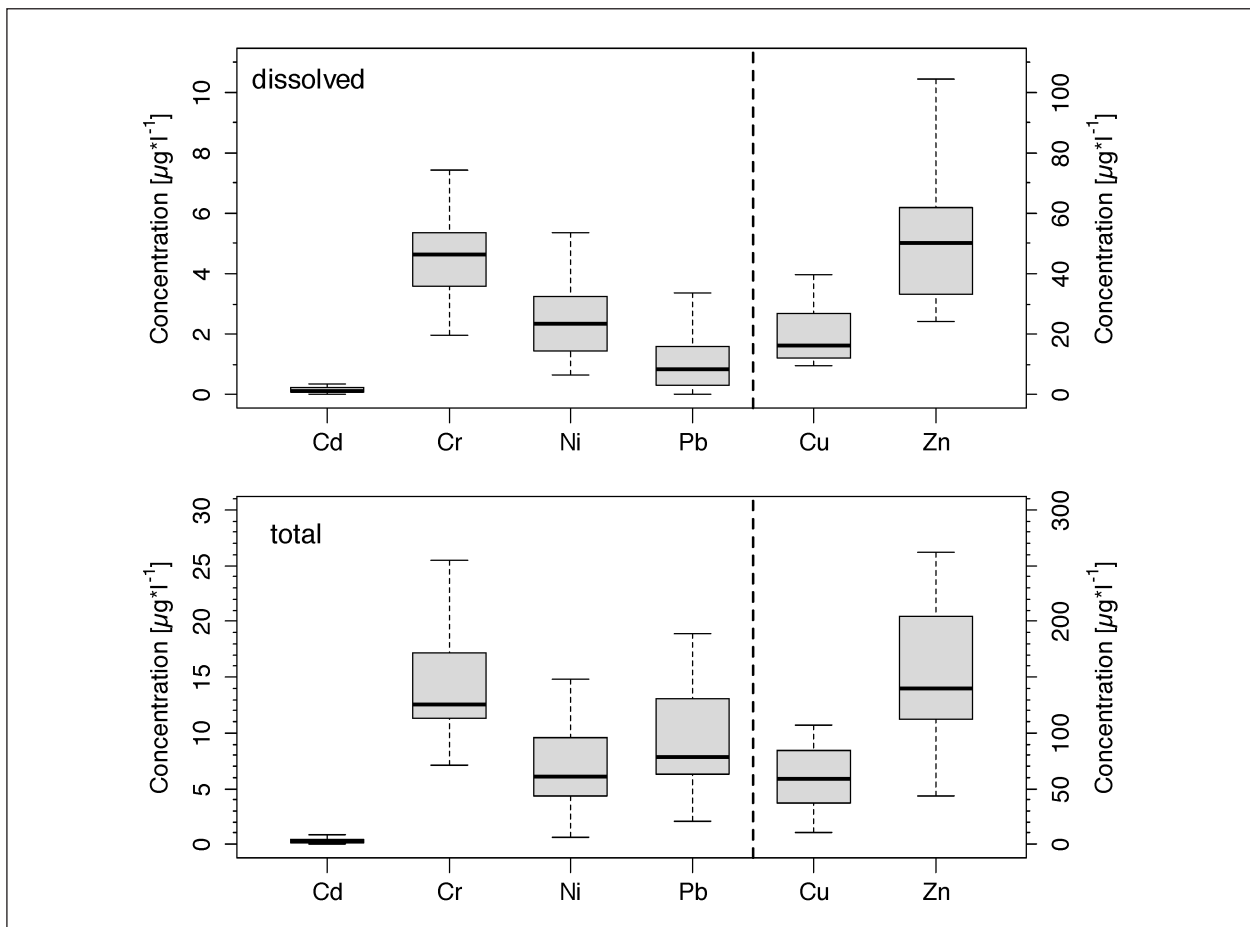 dissolved
Concentration [µg*l⁻¹]
0 2 4 6 8 10
0 20 40 60 80 100
Concentration [µg*l⁻¹]
Cd Cr Ni Pb Cu Zn
total
Concentration [µg*l⁻¹]
0 5 10 15 20 25 30
0 50 100 200 300
Concentration [µg*l⁻¹]
Cd Cr Ni Pb Cu Zn